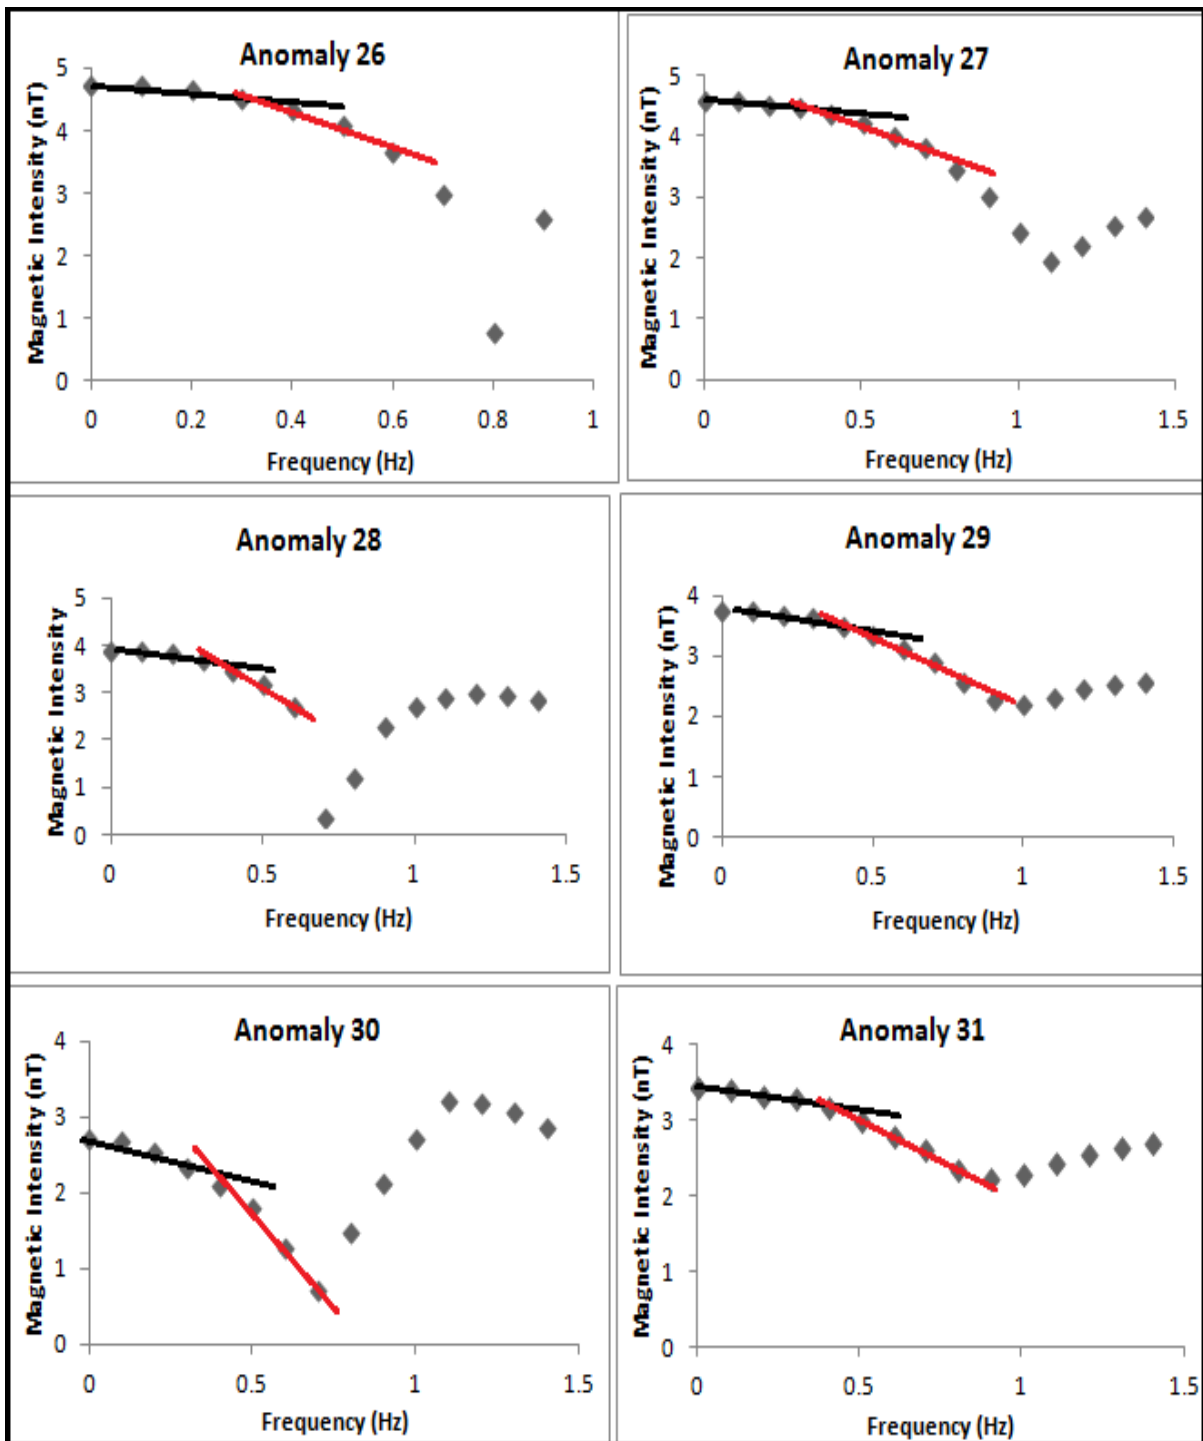 Anomaly 26
Magnetic Intensity (nT)
5
4
3
2
1
0
0 0.2 0.4 0.6 0.8 1
Frequency (Hz)
Anomaly 27
Magnetic Intensity (nT)
5
4
3
2
1
0
0 0.5 1 1.5
Frequency (Hz)
Anomaly 28
Magnetic Intensity
5
4
3
2
1
0
0 0.5 1 1.5
Frequency (Hz)
Anomaly 29
Magnetic Intensity (nT)
4
3
2
1
0
0 0.5 1 1.5
Frequency (Hz)
Anomaly 30
Magnetic Intensity (nT)
4
3
2
1
0
0 0.5 1 1.5
Frequency (Hz)
Anomaly 31
Magnetic Intensity (nT)
4
3
2
1
0
0 0.5 1 1.5
Frequency (Hz)